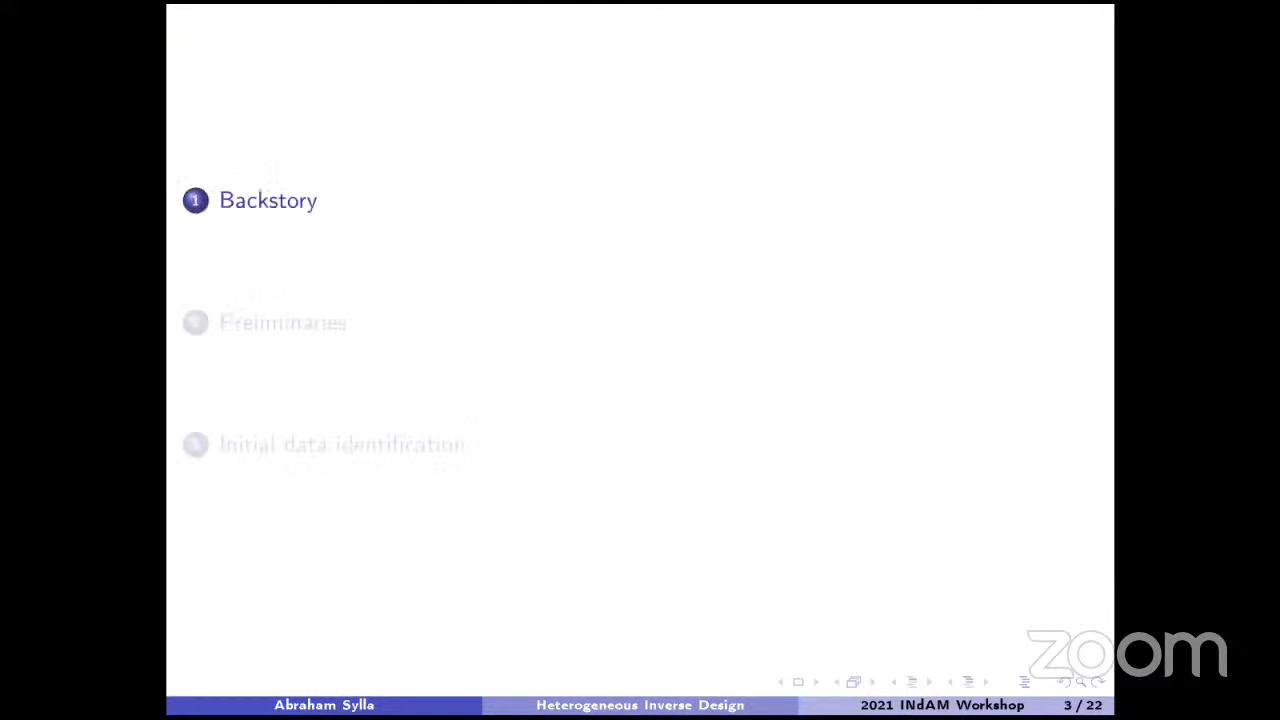 1 Backstory
Preliminaries
Initial data identification
zoom
Abraham Sylla Heterogeneous Inverse Design 2021 INdAM Workshop 3 / 22